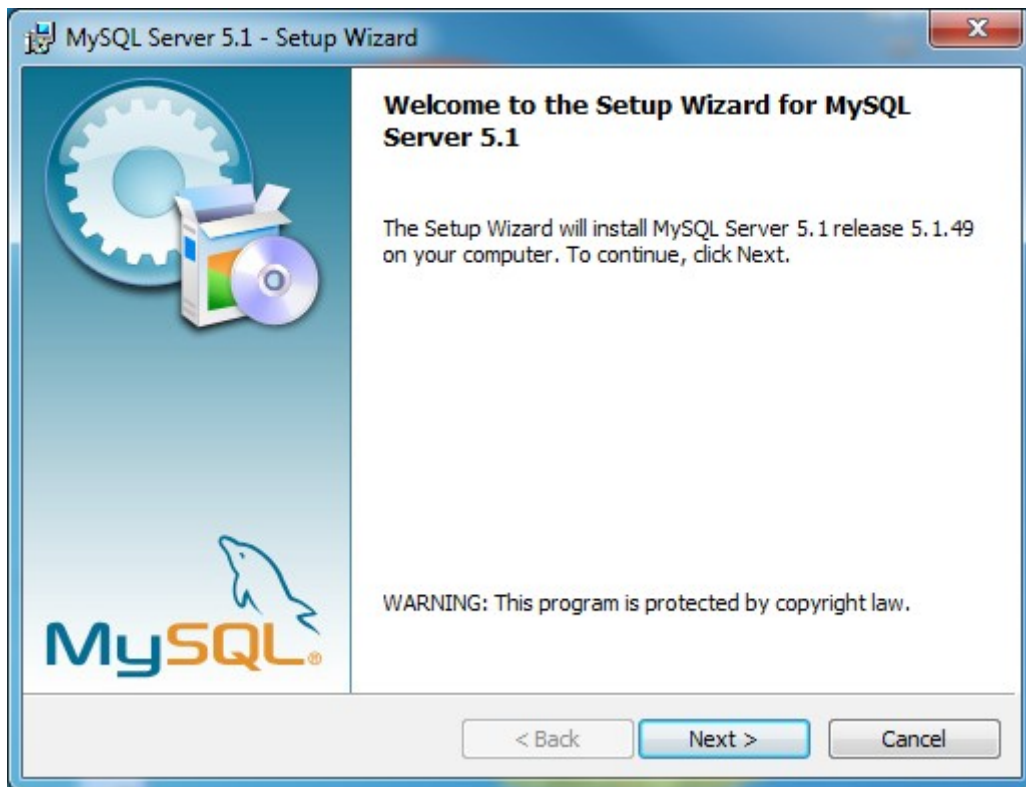 MySQL Server 5.1 - Setup Wizard
Welcome to the Setup Wizard for MySQL
Server 5.1
The Setup Wizard will install MySQL Server 5.1 release 5.1.49
on your computer. To continue, click Next.
WARNING: This program is protected by copyright law.
MySQL®
< Back
Next >
Cancel